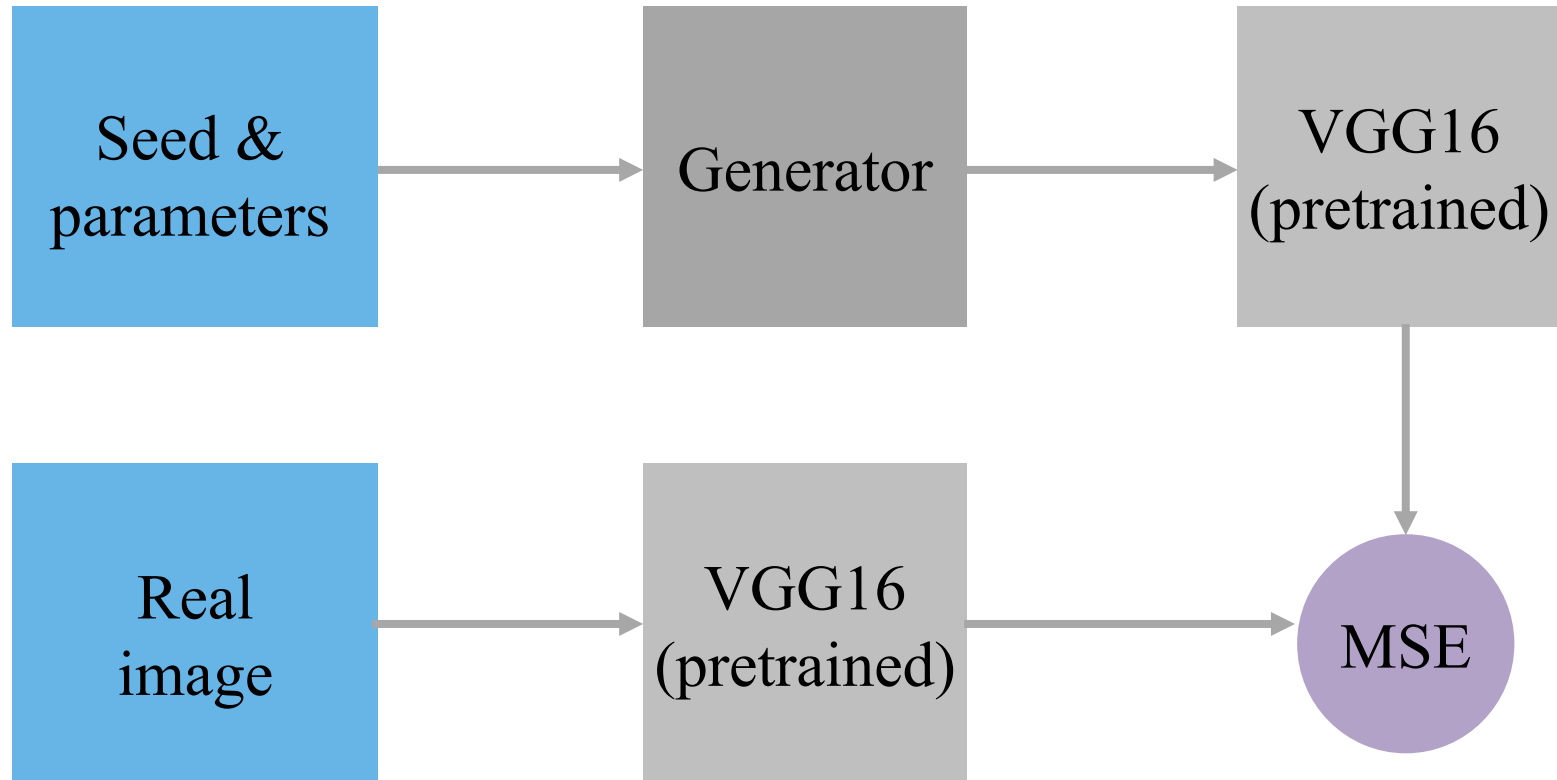 Seed &
parameters
Generator
VGG16
(pretrained)
Real
image
VGG16
(pretrained)
MSE